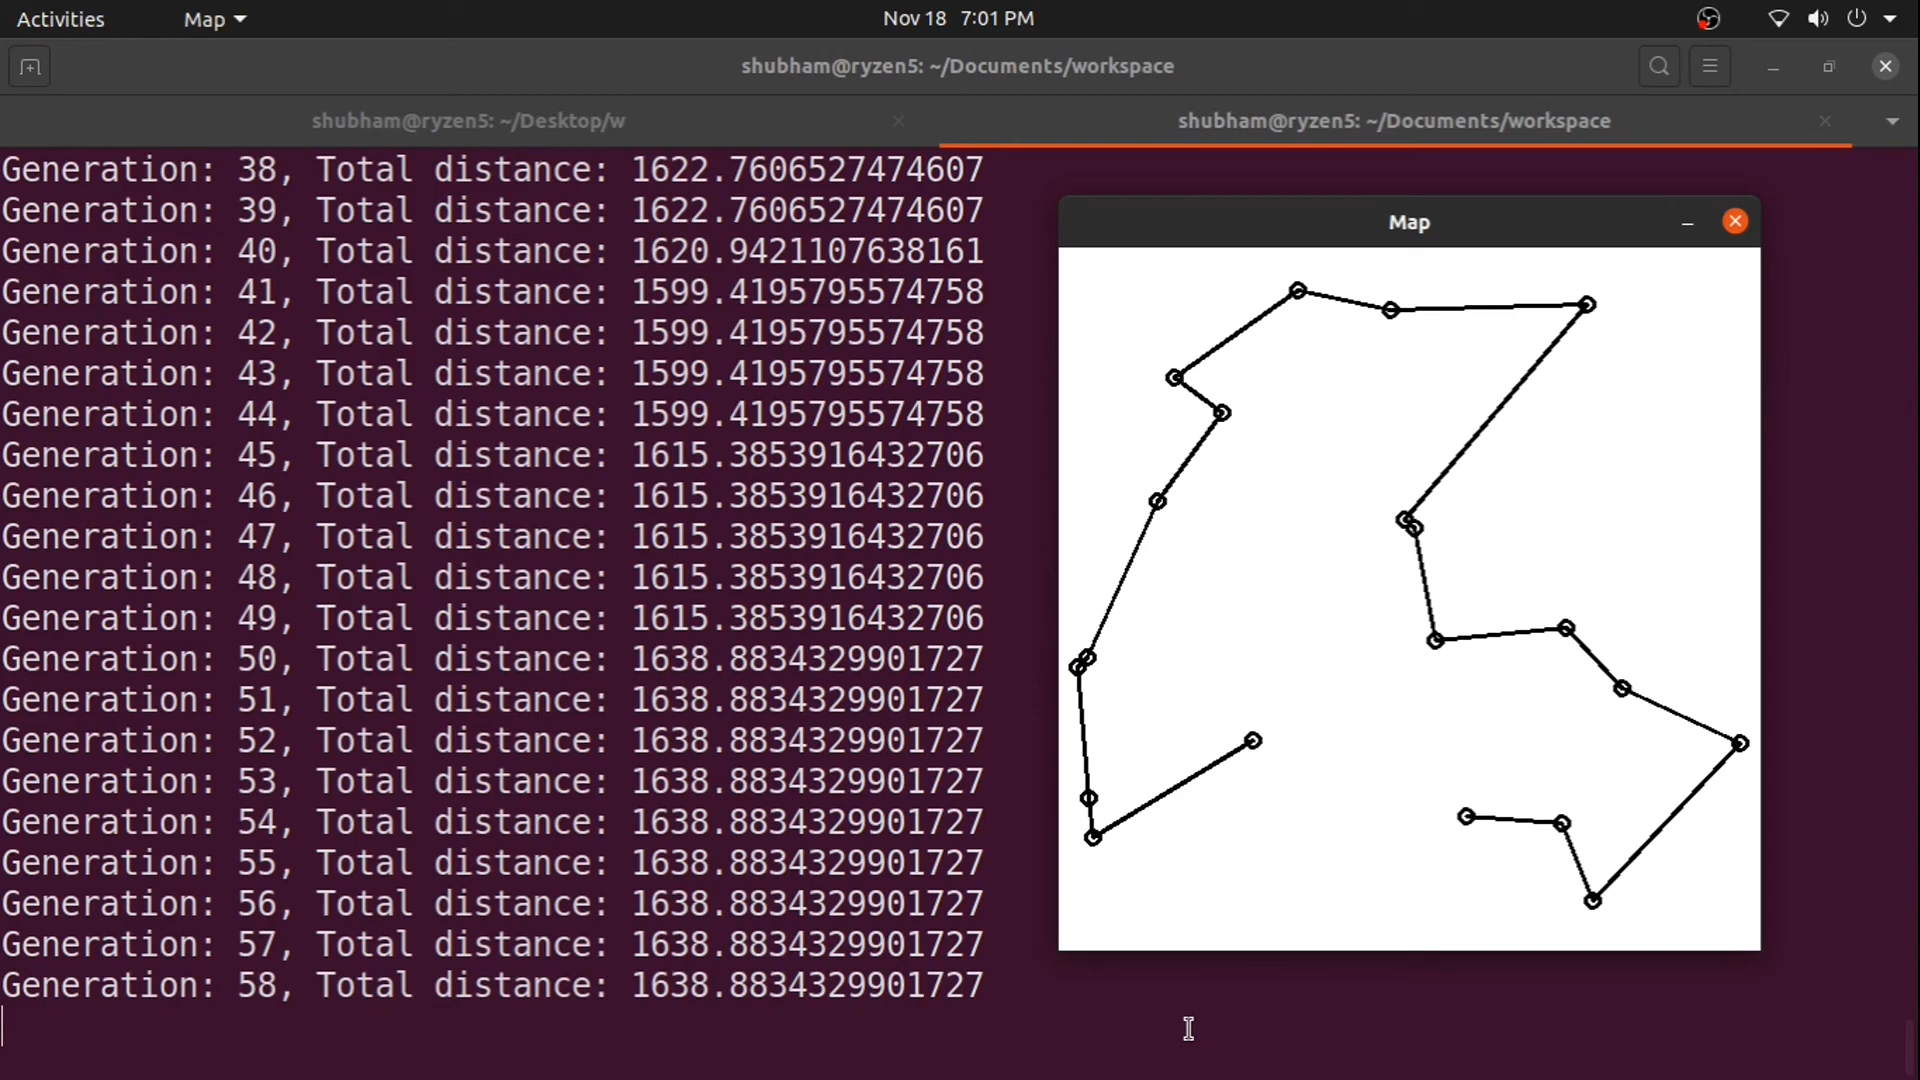 Activities Map Nov 18 7:01 PM
shubham@ryzen5: ~/Documents/workspace
shubham@ryzen5: ~/Desktop/w
shubham@ryzen5: ~/Documents/workspace
Generation: 38, Total distance: 1622.7606527474607
Generation: 39, Total distance: 1622.7606527474607
Generation: 40, Total distance: 1620.9421107638161
Generation: 41, Total distance: 1599.4195795574758
Generation: 42, Total distance: 1599.4195795574758
Generation: 43, Total distance: 1599.4195795574758
Generation: 44, Total distance: 1599.4195795574758
Generation: 45, Total distance: 1615.3853916432706
Generation: 46, Total distance: 1615.3853916432706
Generation: 47, Total distance: 1615.3853916432706
Generation: 48, Total distance: 1615.3853916432706
Generation: 49, Total distance: 1615.3853916432706
Generation: 50, Total distance: 1638.8834329901727
Generation: 51, Total distance: 1638.8834329901727
Generation: 52, Total distance: 1638.8834329901727
Generation: 53, Total distance: 1638.8834329901727
Generation: 54, Total distance: 1638.8834329901727
Generation: 55, Total distance: 1638.8834329901727
Generation: 56, Total distance: 1638.8834329901727
Generation: 57, Total distance: 1638.8834329901727
Generation: 58, Total distance: 1638.8834329901727
Map